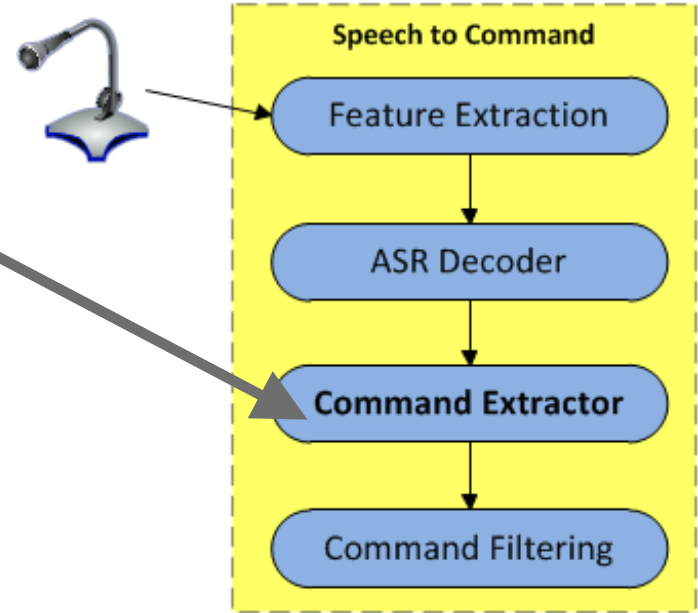 Speech to Command
Feature Extraction
ASR Decoder
Command Extractor
Command Filtering